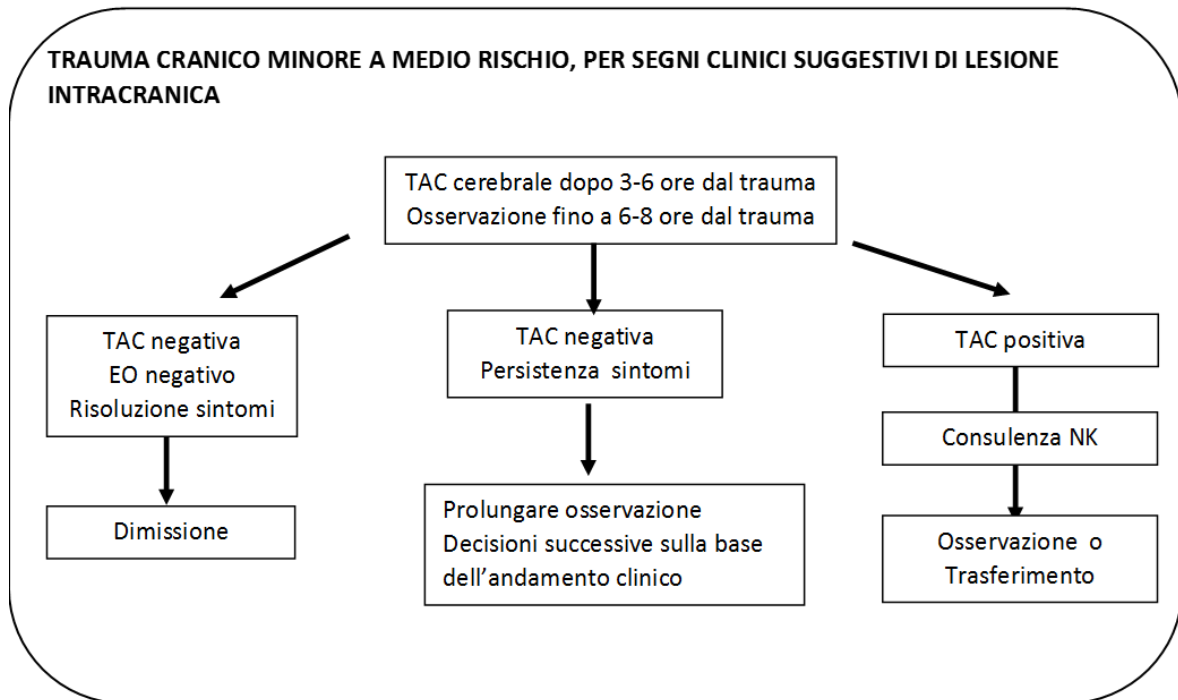 TRAUMA CRANICO MINORE A MEDIO RISCHIO, PER SEGNI CLINICI SUGGESTIVI DI LESIONE
INTRACRANICA
TAC cerebrale dopo 3-6 ore dal trauma
Osservazione fino a 6-8 ore dal trauma
TAC negativa
EO negativo
Risoluzione sintomi
Dimissione
TAC negativa
Persistenza sintomi
Prolungare osservazione
Decisioni successive sulla base
dell’andamento clinico
TAC positiva
Consulenza NK
Osservazione o
Trasferimento